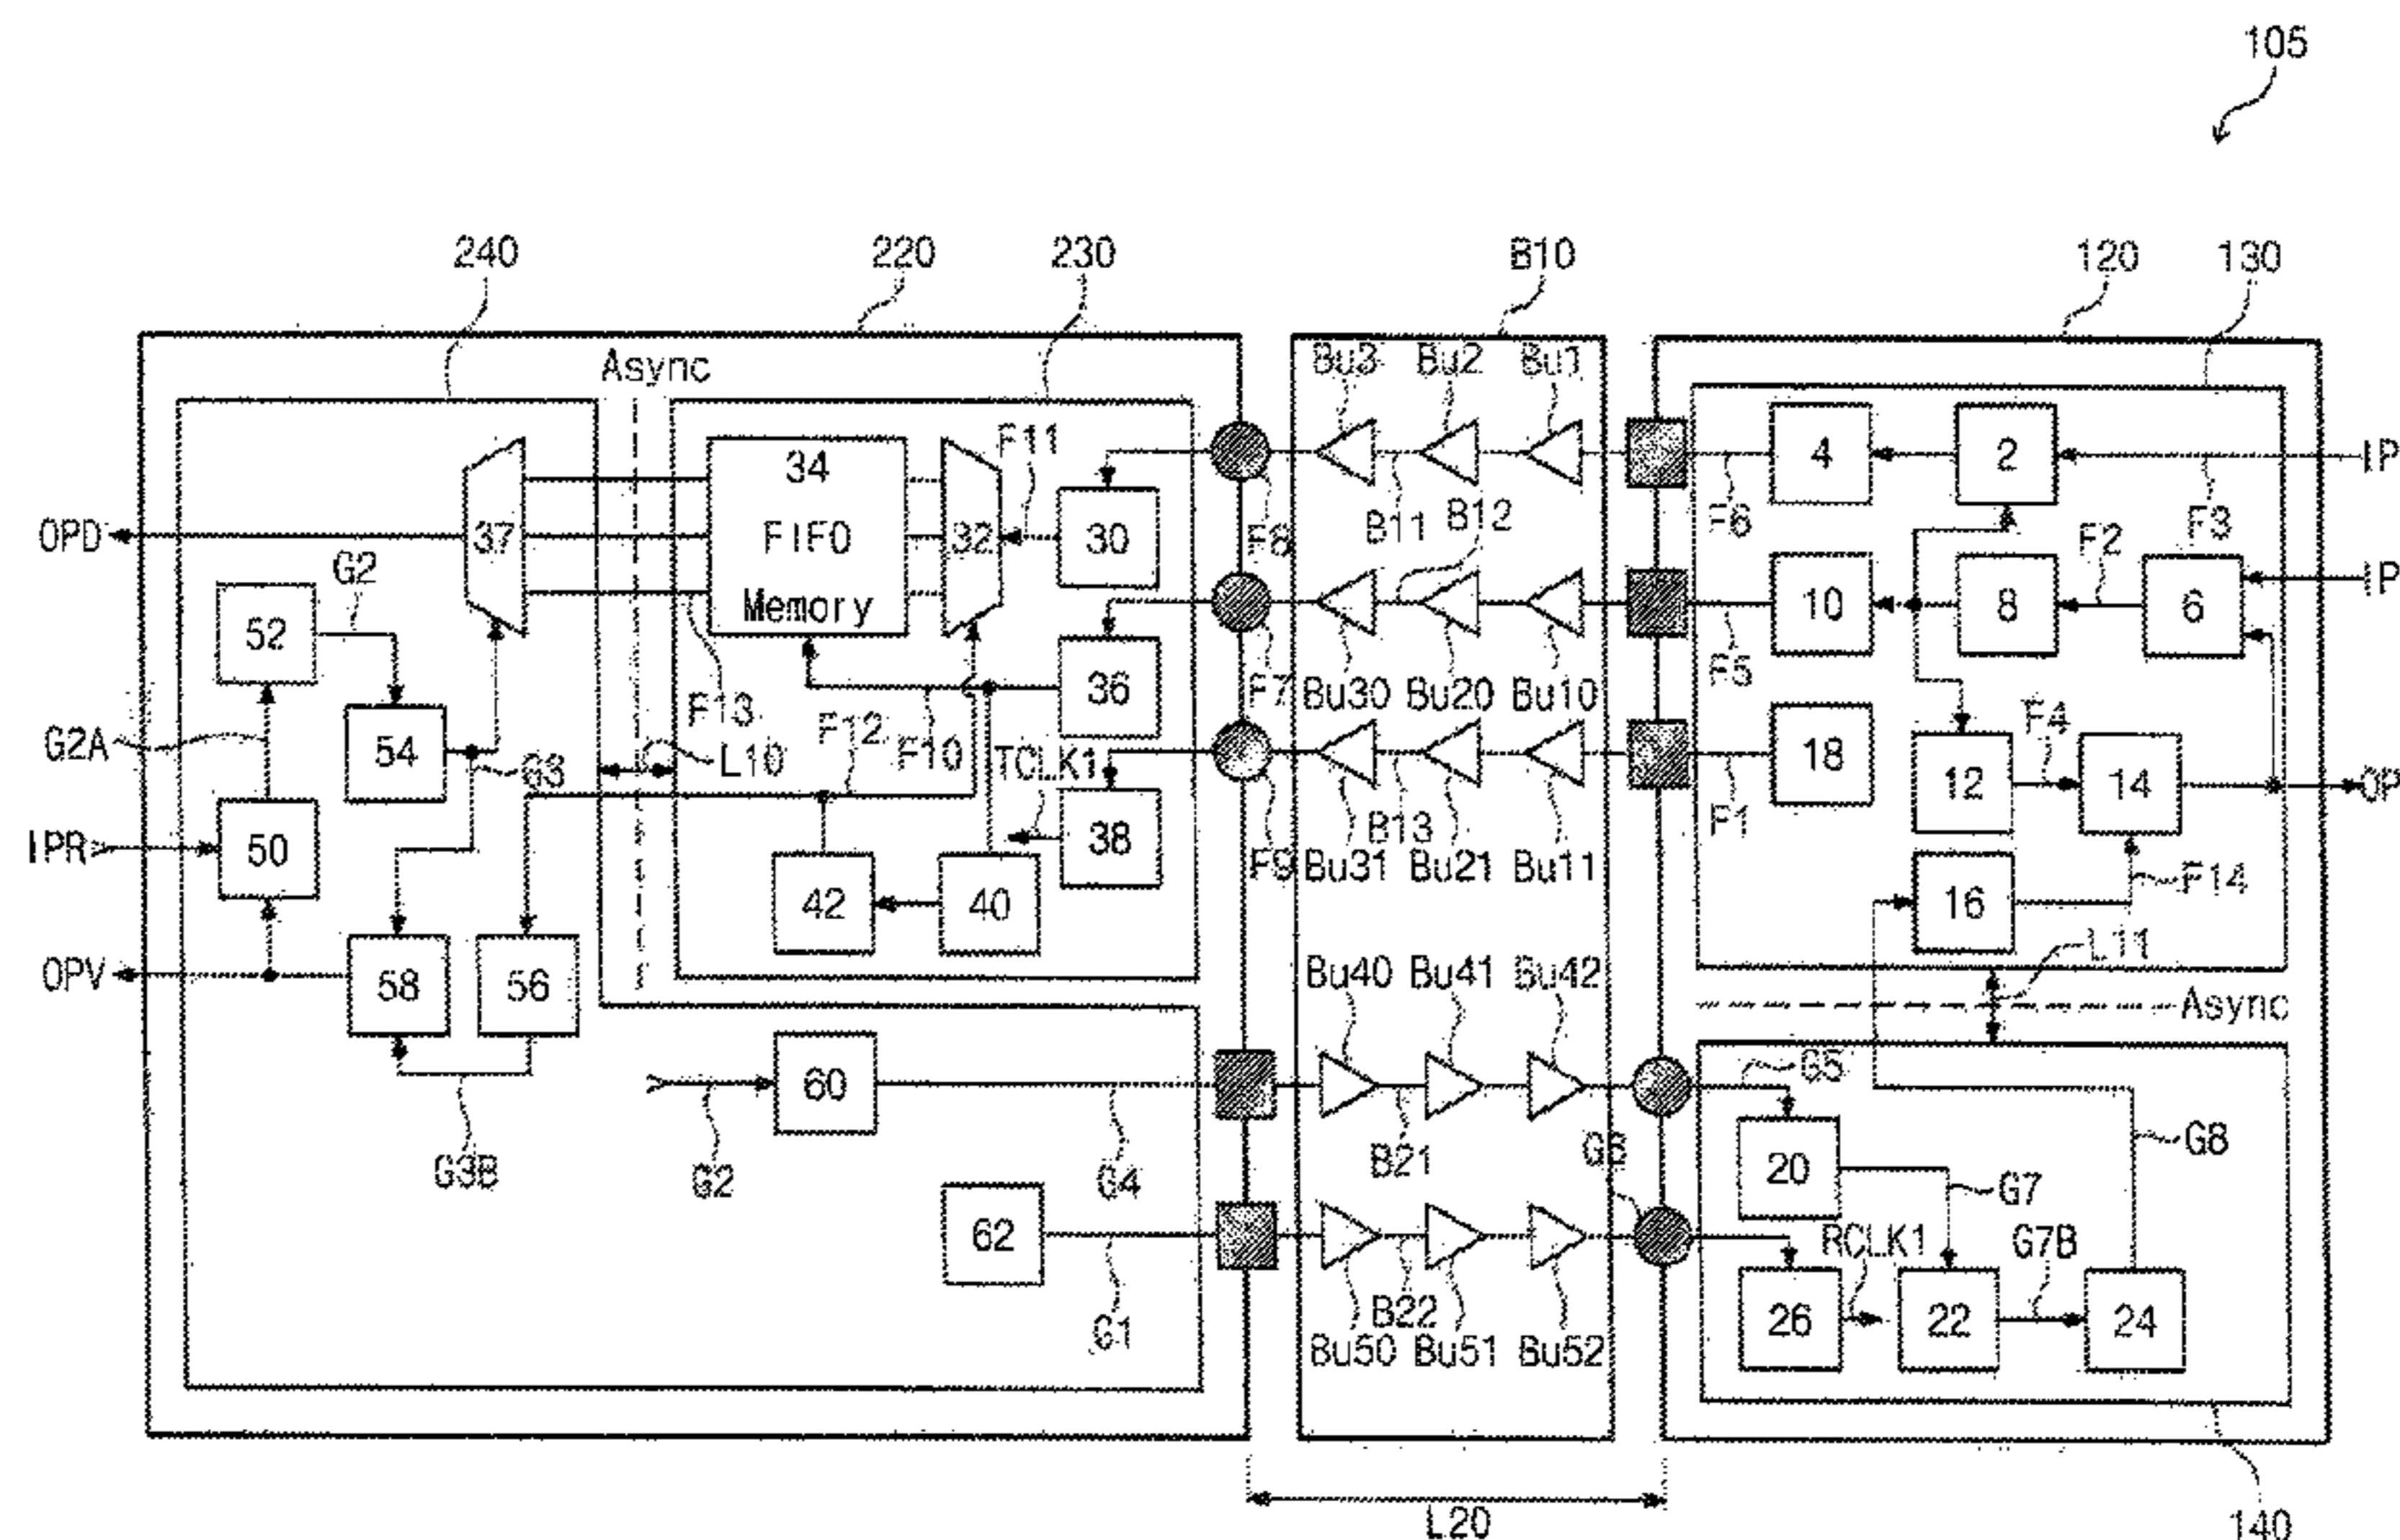 105
240
220
230
B10
120
130
Async
Bu3
Bu2
Bu1
34
FIFO
Memory
F11
32
30
37
OPD
F8
B11
B12
F6
4
2
F3
IP
IP
F2
G2
52
36
F7
Bu30
Bu20
Bu10
F5
10
8
6
G2A
54
G3
F13
L10
F12
F10
TCLK1
F4
18
12
14
OP
F1
IPR
50
42
40
38
F9
B13
Bu31
Bu21
Bu11
16
F14
L11
OPV
58
56
Bu40
Bu41
Bu42
Async
60
G5
G3B
G2
G4
B21
G6
20
G7
G8
62
G1
B22
Bu50
Bu51
Bu52
RCLK1
G7B
26
22
24
L20
140